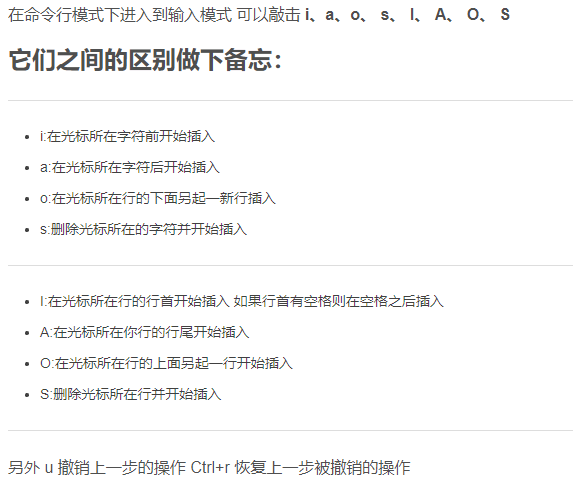 在命令行模式下进入到输入模式 可以敲击 i、a、o、s、I、A、O、S
它们之间的区别做下备忘：
i:在光标所在字符前开始插入
a:在光标所在字符后开始插入
o:在光标所在行的下面另起一新行插入
s:删除光标所在的字符并开始插入
I:在光标所在行的行首开始插入 如果行首有空格则在空格之后插入
A:在光标所在你行的行尾开始插入
O:在光标所在行的上面另起一行开始插入
S:删除光标所在行并开始插入
另外 u 撤销上一步的操作 Ctrl+r 恢复上一步被撤销的操作